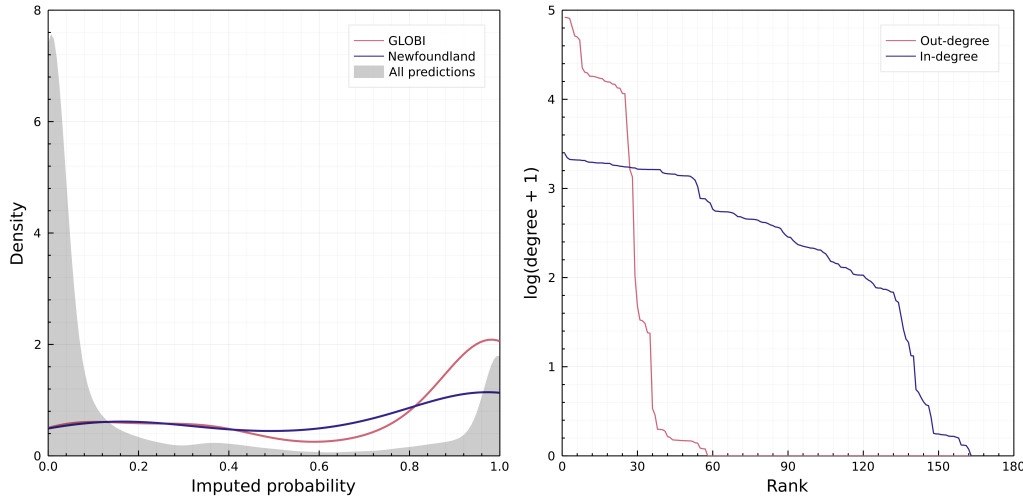 8
6
4
2
0
Density
0.0 0.2 0.4 0.6 0.8 1.0
Imputed probability
GLOBI
Newfoundland
All predictions
5
4
3
2
1
0
log(degree + 1)
0 30 60 90 120 150 180
Rank
Out-degree
In-degree